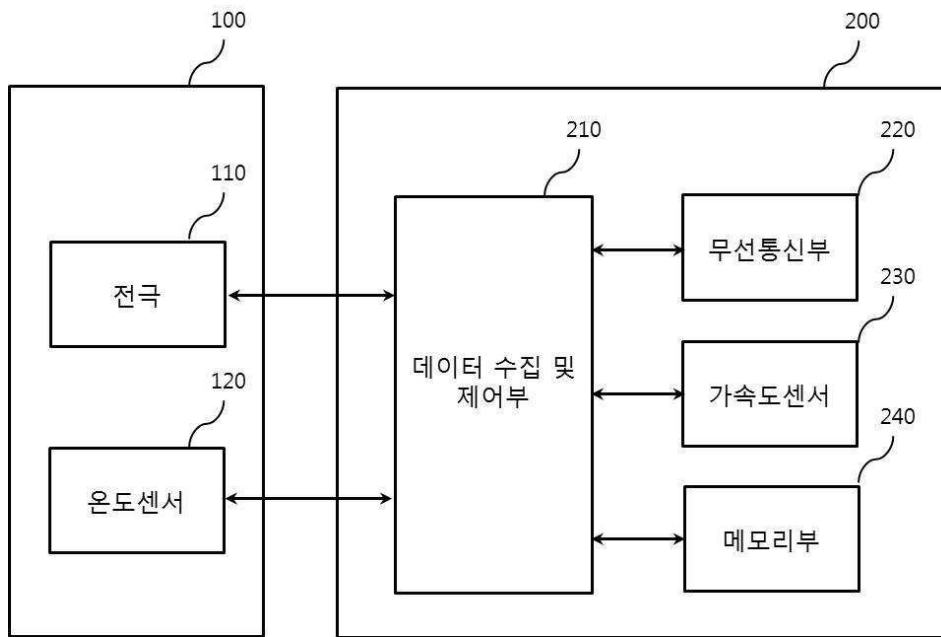 100
200
110
전극
120
온도센서
210
데이터 수집 및
제어부
220
무선통신부
230
가속도센서
240
메모리부